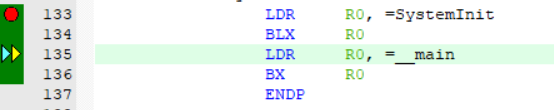 133 LDR R0, =SystemInit
134 BLX R0
135 LDR R0, =__main
136 BX R0
137 ENDP